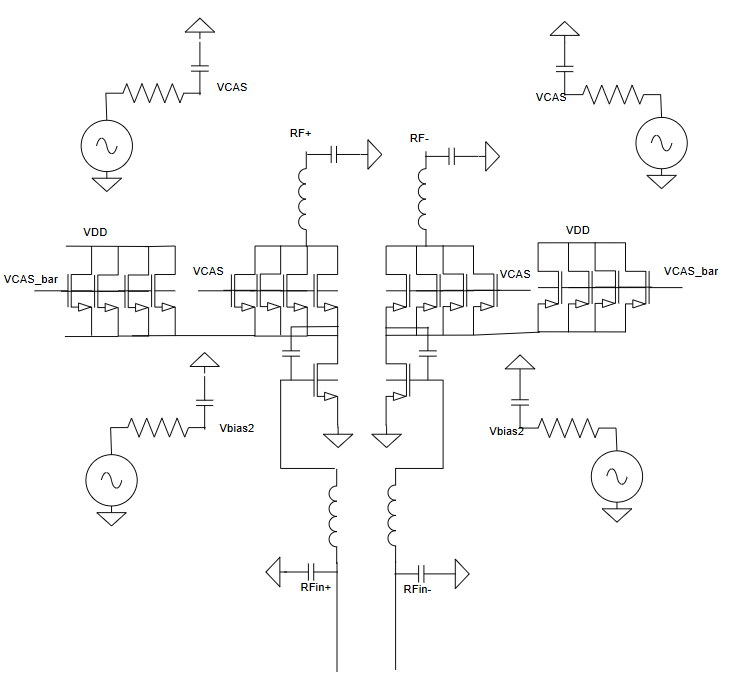 VCAS
VCAS
RF+
RF-
VDD
VDD
VCAS_bar
VCAS
VCAS
VCAS_bar
Vbias2
Vbias2
RFin+
RFin-